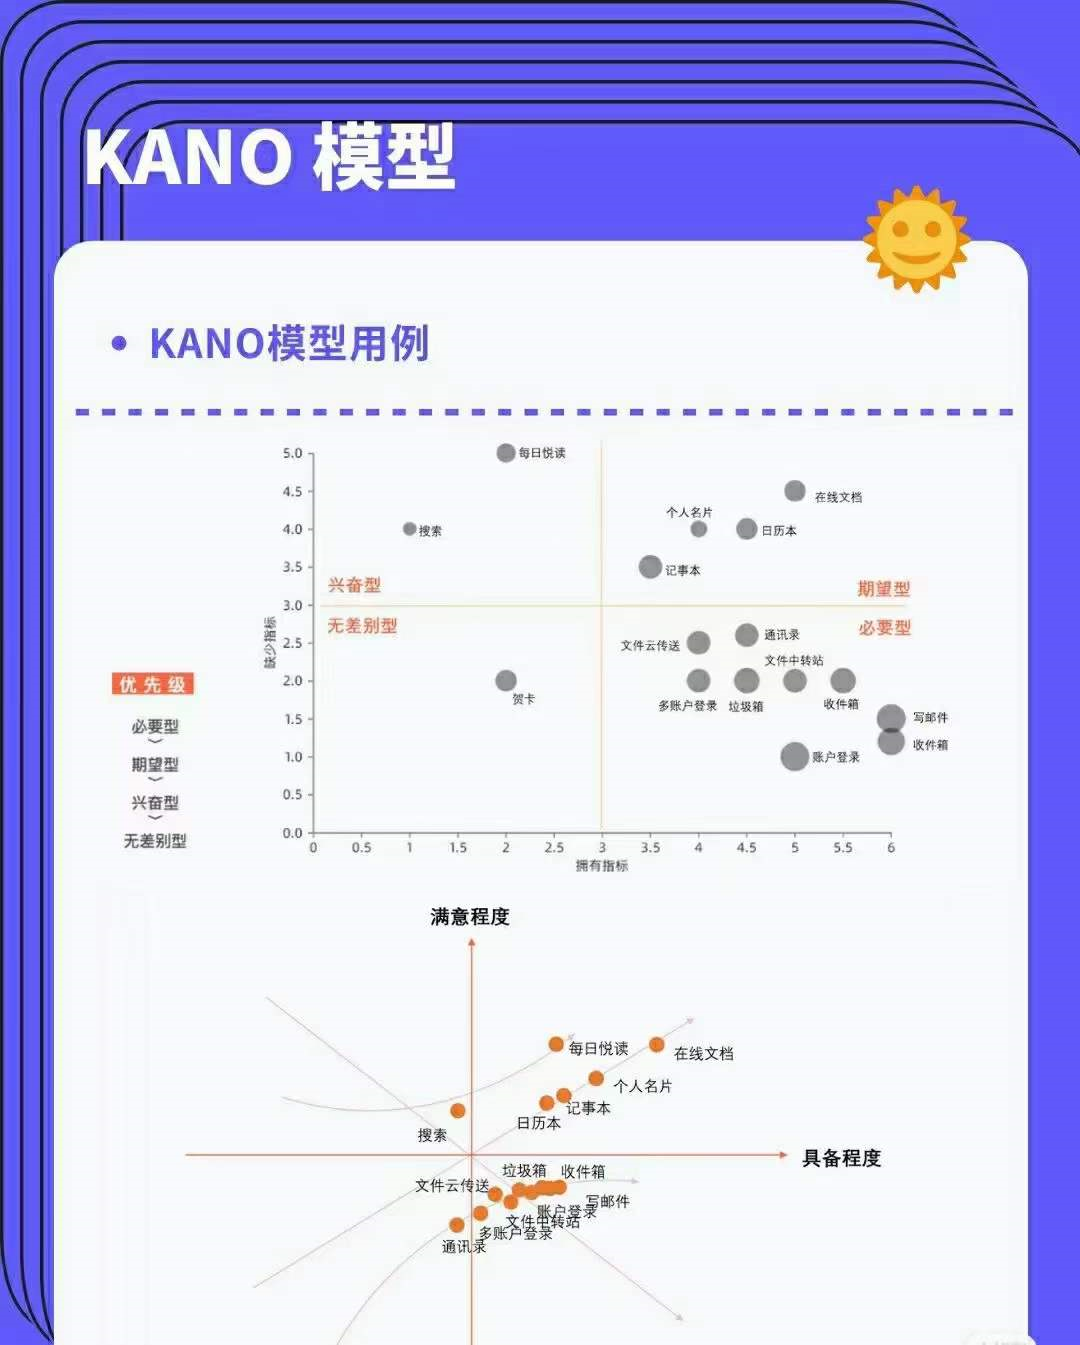 KANO 模型
KANO模型用例
5.0
每日悦读
4.5
在线文档
个人名片
4.0
搜索
日历本
3.5
记事本
兴奋型
期望型
3.0
无差别型
必要型
缺少指标
2.5
文件云传送
通讯录
文件中转站
2.0
贺卡
多账户登录
垃圾箱
收件箱
1.5
写邮件
收件箱
1.0
账户登录
0.5
0.0
0 0.5 1 1.5 2 2.5 3 3.5 4 4.5 5 5.5 6
拥有指标
优先级
必要型
期望型
兴奋型
无差别型
满意程度
每日悦读
在线文档
个人名片
记事本
日历本
搜索
具备程度
垃圾箱
收件箱
文件云传送
写邮件
账户登录
文件中转站
多账户登录
通讯录